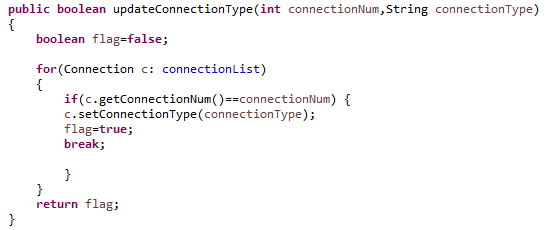 public boolean updateConnectionType(int connectionNum,String connectionType)
{
boolean flag=false;
for(Connection c: connectionList)
{
if(c.getConnectionNum()==connectionNum) {
c.setConnectionType(connectionType);
flag=true;
break;
}
}
return flag;
}